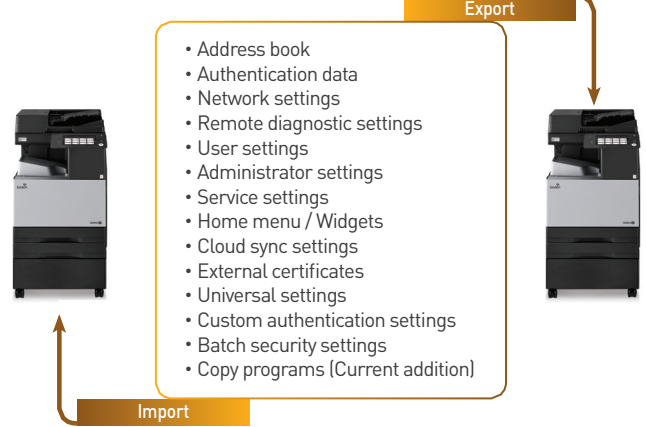 Export
• Address book
• Authentication data
• Network settings
• Remote diagnostic settings
• User settings
• Administrator settings
• Service settings
• Home menu / Widgets
• Cloud sync settings
• External certificates
• Universal settings
• Custom authentication settings
• Batch security settings
• Copy programs (Current addition)
Import